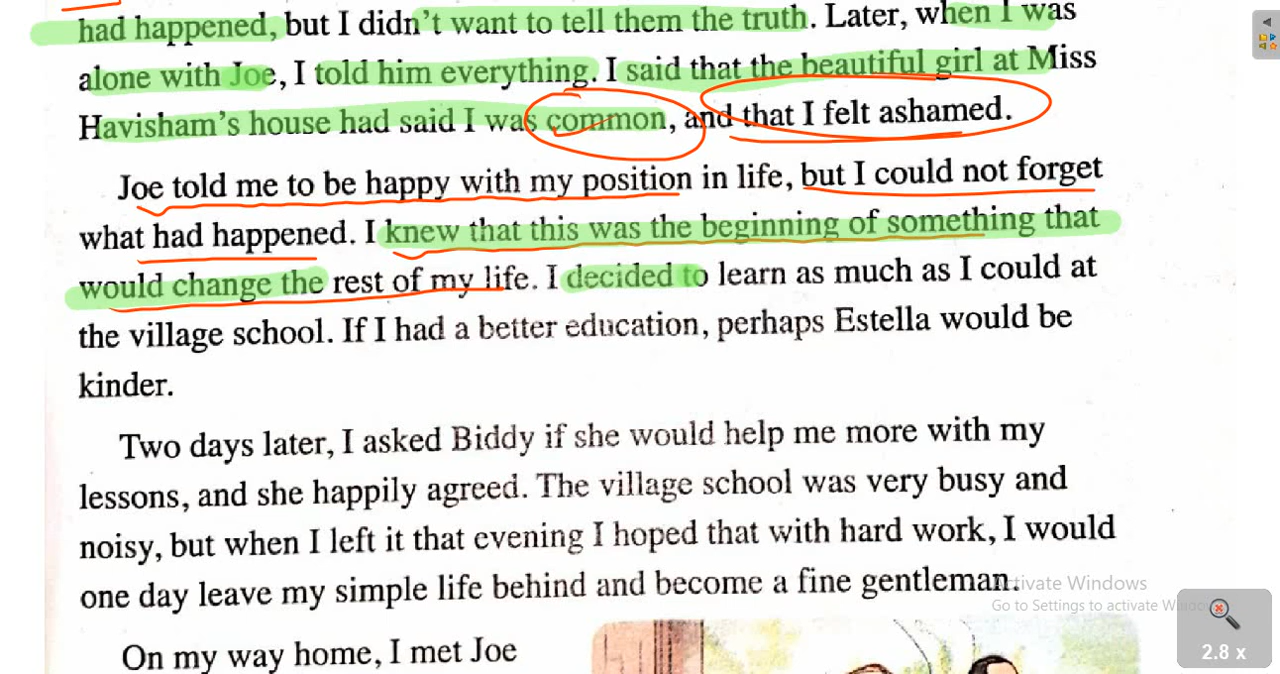 had happened, but I didn't want to tell them the truth. Later, when I was
alone with Joe, I told him everything. I said that the beautiful girl at Miss
Havisham's house had said I was common, and that I felt ashamed.
Joe told me to be happy with my position in life, but I could not forget
what had happened. I knew that this was the beginning of something that
would change the rest of my life. I decided to learn as much as I could at
the village school. If I had a better education, perhaps Estella would be
kinder.
Two days later, I asked Biddy if she would help me more with my
lessons, and she happily agreed. The village school was very busy and
noisy, but when I left it that evening I hoped that with hard work, I would
one day leave my simple life behind and become a fine gentleman.
Activate Windows
Go to Settings to activate Windows
On my way home, I met Joe
2.8 x